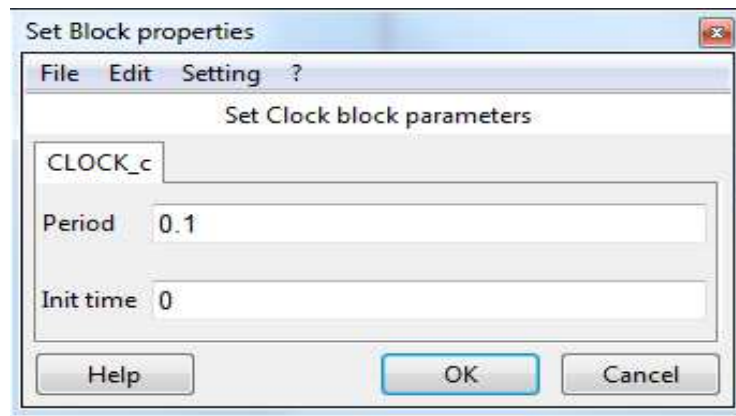 Set Block properties
File Edit Setting ?
Set Clock block parameters
CLOCK_c
Period 0.1
Init time 0
Help OK Cancel